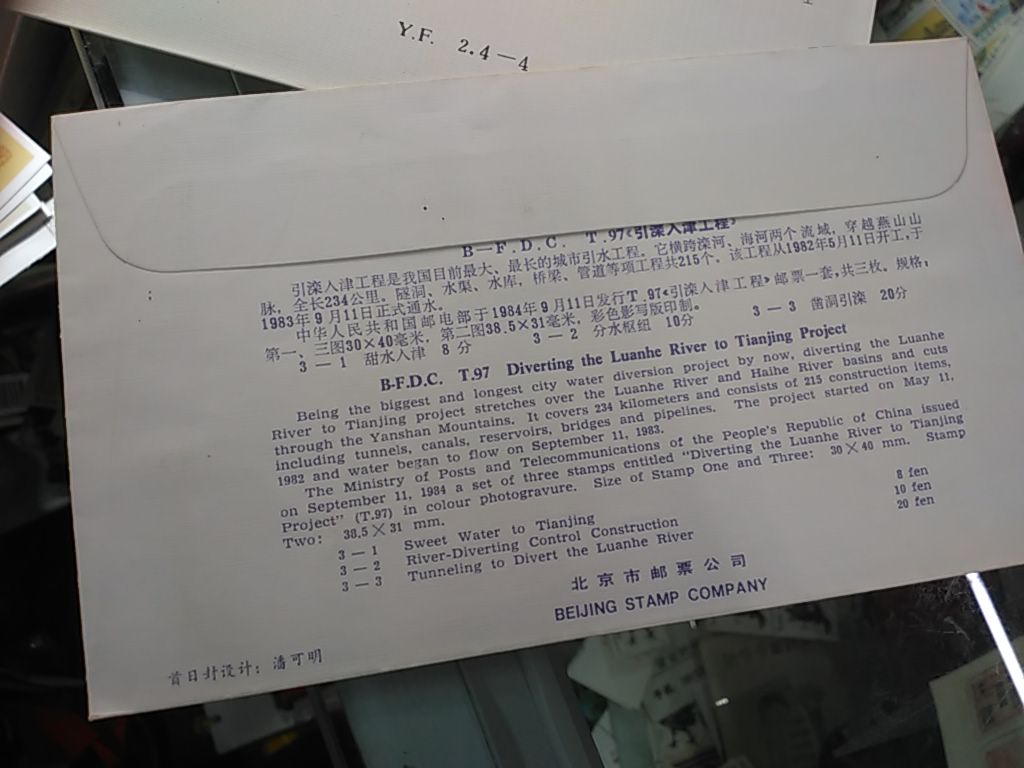 Y.F. 2.4—4
B—F.D.C. T.97《引滦入津工程》
引滦入津工程是我国目前最大、最长的城市引水工程。它横跨滦河、海河两个流域，穿越燕山山
脉，全长234公里。隧洞、水渠、水库，桥梁、管道等项工程共215个。该工程从1982年5月11日开工，于
1983年9月11日正式通水。
中华人民共和国邮电部于1984年9月11日发行T.97《引滦入津工程》邮票一套，共三枚。规格：
第一、三图30×40毫米，第二图38.5×31毫米，彩色影写版印制。
3—1 甜水入津 8分 3—2 分水枢纽 10分 3—3 凿洞引滦 20分
B-F.D.C. T.97 Diverting the Luanhe River to Tianjing Project
Being the biggest and longest city water diversion project by now, diverting the Luanhe
River to Tianjing project stretches over the Luanhe River and Haihe River basins and cuts
through the Yanshan Mountains. It covers 234 kilometers and consists of 215 construction items,
including tunnels, canals, reservoirs, bridges and pipelines. The project started on May 11,
1982 and water began to flow on September 11, 1983.
The Ministry of Posts and Telecommunications of the People's Republic of China issued
on September 11, 1984 a set of three stamps entitled "Diverting the Luanhe River to Tianjing
Project" (T.97) in colour photogravure. Size of Stamp One and Three: 30×40 mm. Stamp
Two: 38.5×31 mm.
3—1 Sweet Water to Tianjing 8 fen
3—2 River-Diverting Control Construction 10 fen
3—3 Tunneling to Divert the Luanhe River 20 fen
北京市邮票公司
BEIJING STAMP COMPANY
首日封设计：潘可明